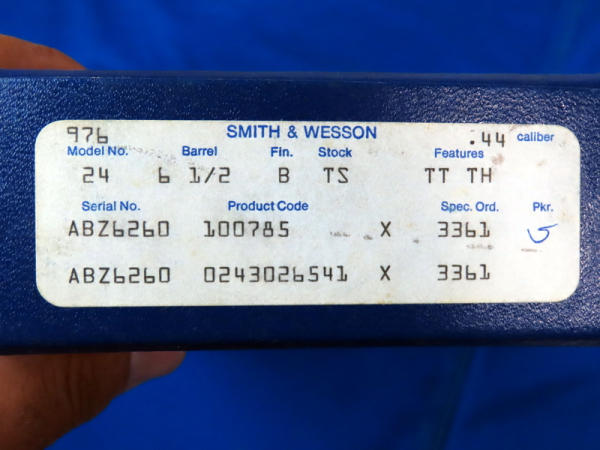 976 SMITH & WESSON .44 caliber
Model No. Barrel Fin. Stock Features
24 6 1/2 B TS TT TH
Serial No. Product Code Spec. Ord. Pkr.
ABZ6260 100785 X 3361 5
ABZ6260 0243026541 X 3361